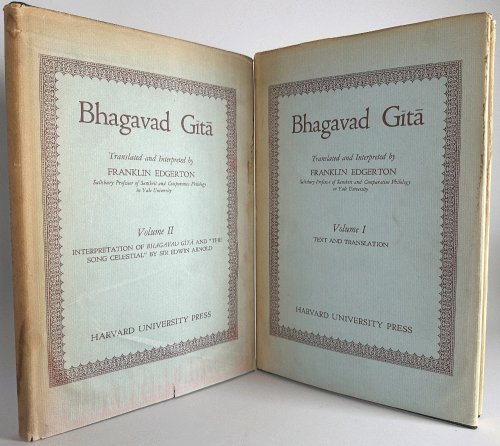 Bhagavad Gītā
Translated and Interpreted by
FRANKLIN EDGERTON
Salisbury Professor of Sanskrit and Comparative Philology
in Yale University
Volume II
INTERPRETATION OF BHAGAVAD GĪTĀ AND "THE
SONG CELESTIAL" BY SIR EDWIN ARNOLD
HARVARD UNIVERSITY PRESS
Bhagavad Gītā
Translated and Interpreted by
FRANKLIN EDGERTON
Salisbury Professor of Sanskrit and Comparative Philology
in Yale University
Volume I
TEXT AND TRANSLATION
HARVARD UNIVERSITY PRESS